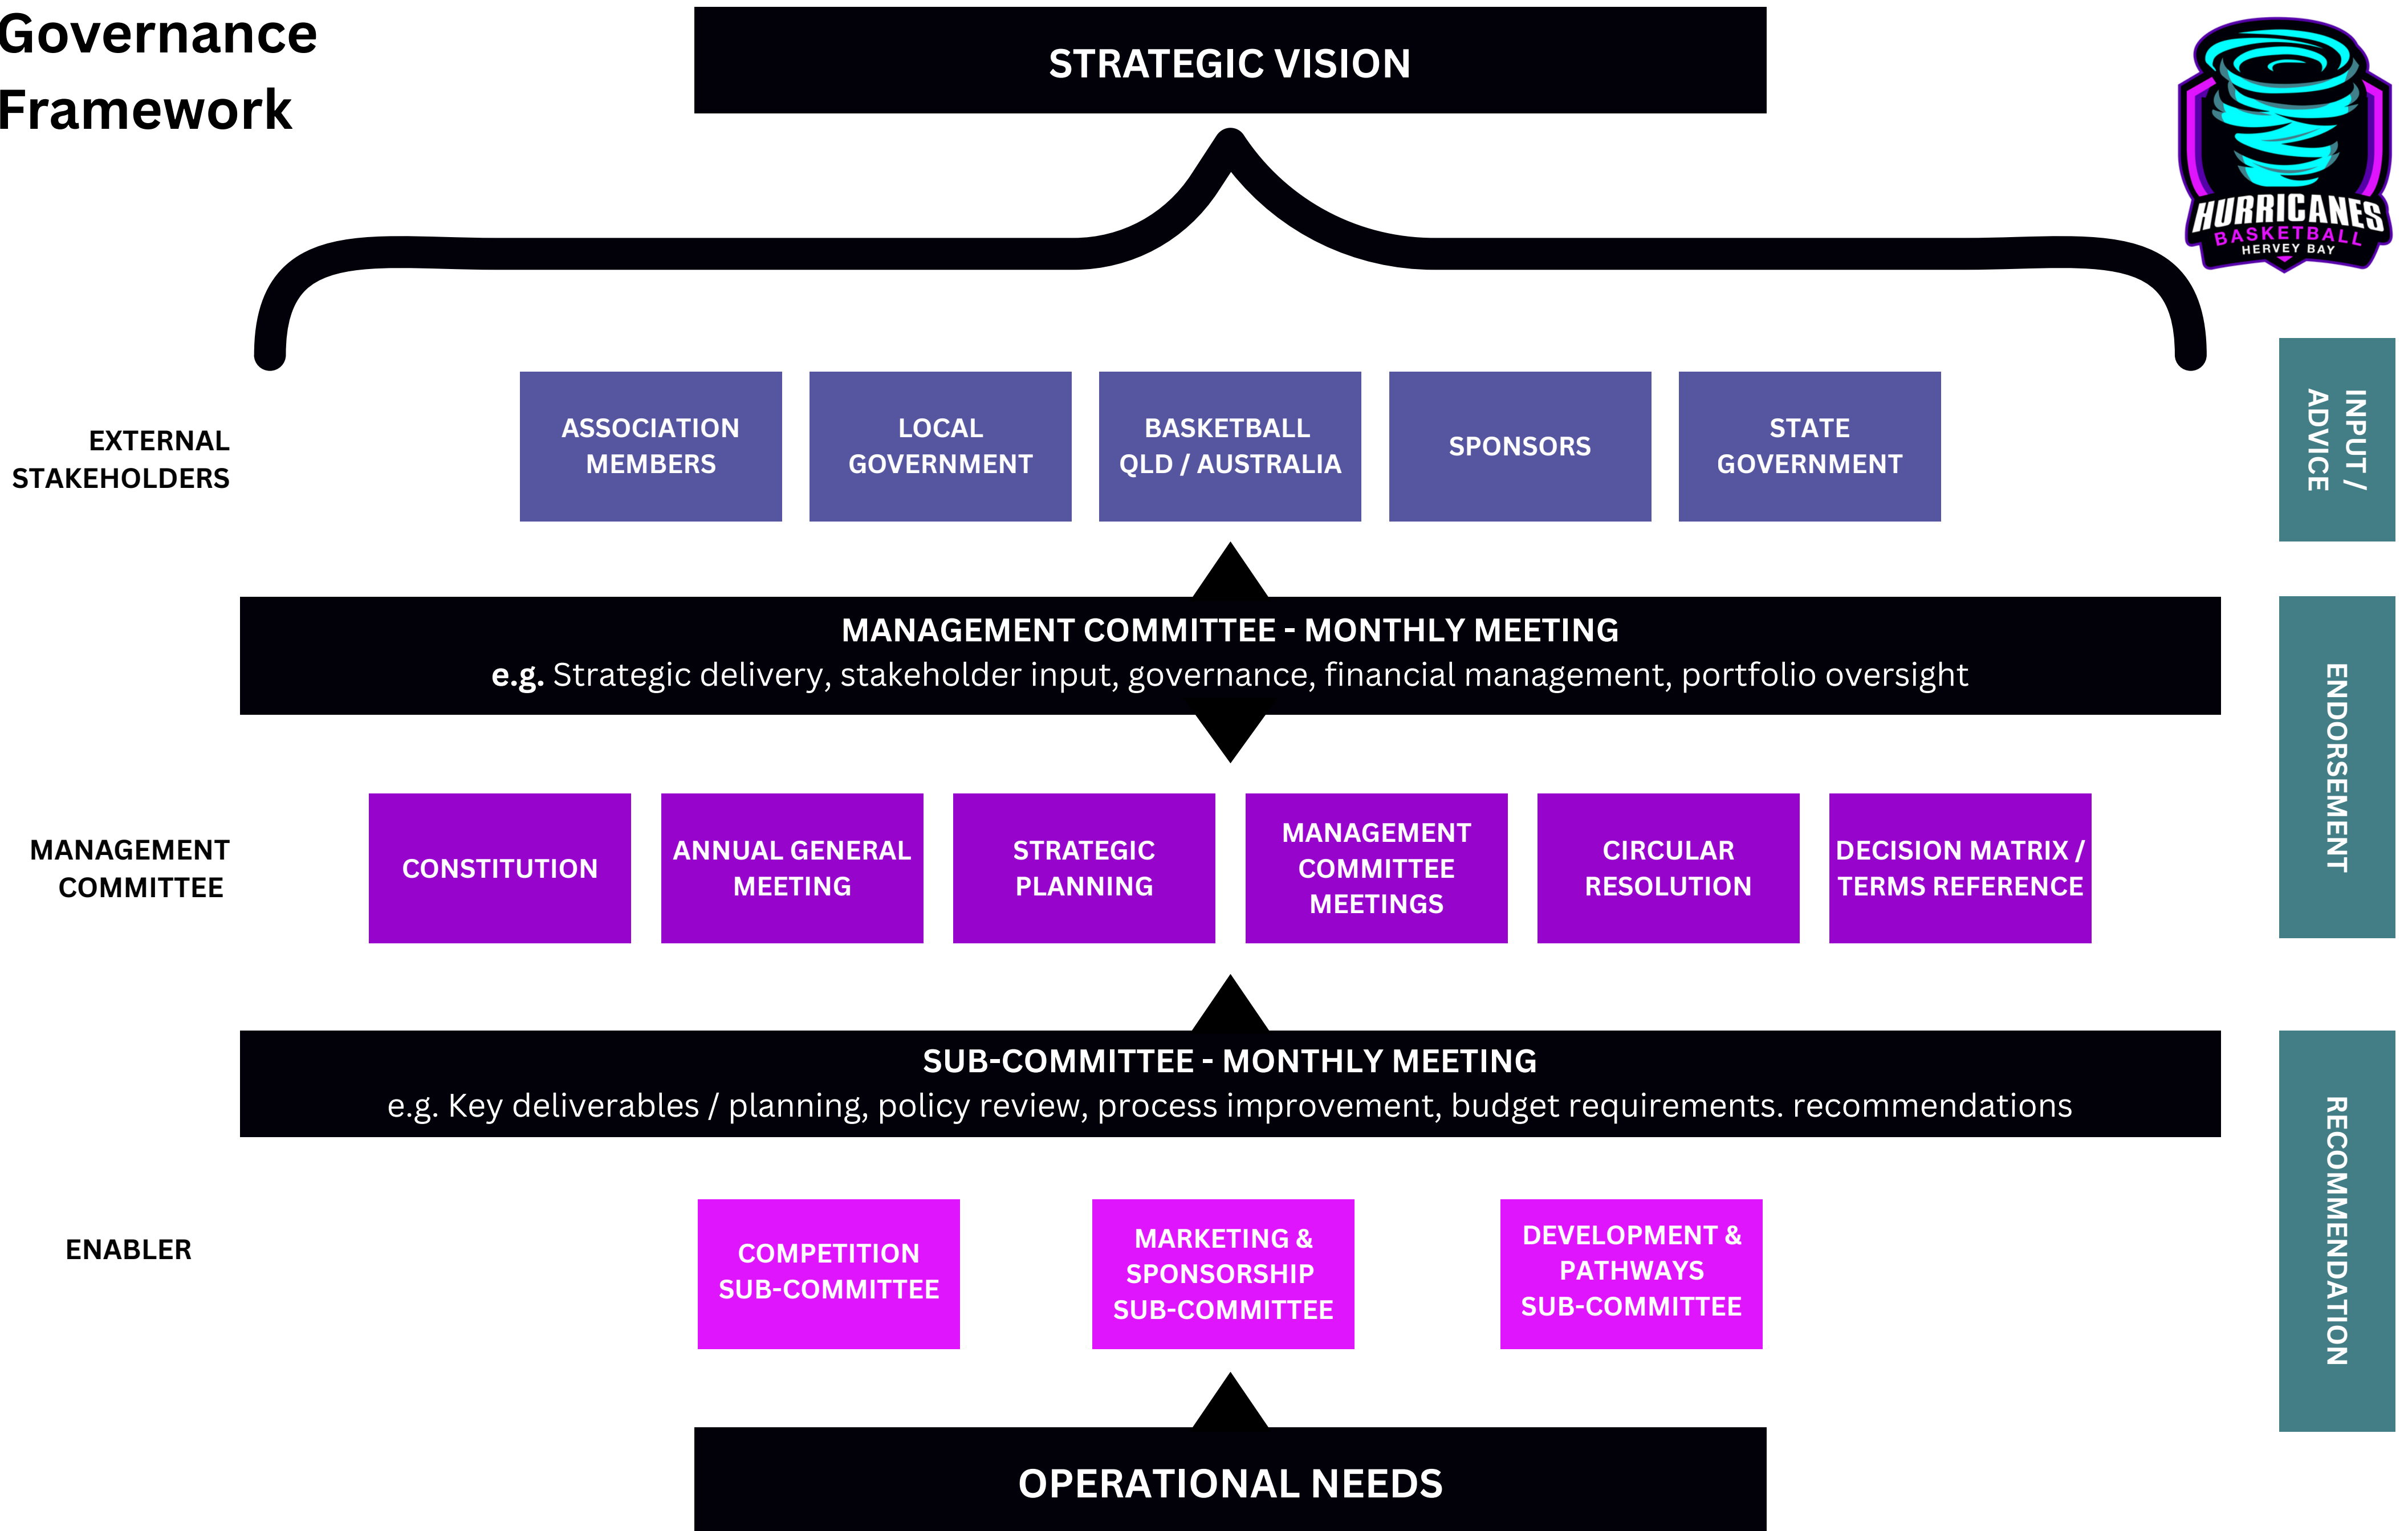 Governance
Framework
STRATEGIC VISION
HURRICANES
BASKETBALL
HERVEY BAY
EXTERNAL
STAKEHOLDERS
ASSOCIATION
MEMBERS
LOCAL
GOVERNMENT
BASKETBALL
QLD / AUSTRALIA
SPONSORS
STATE
GOVERNMENT
INPUT /
ADVICE
MANAGEMENT COMMITTEE - MONTHLY MEETING
e.g. Strategic delivery, stakeholder input, governance, financial management, portfolio oversight
ENDORSEMENT
MANAGEMENT
COMMITTEE
CONSTITUTION
ANNUAL GENERAL
MEETING
STRATEGIC
PLANNING
MANAGEMENT
COMMITTEE
MEETINGS
CIRCULAR
RESOLUTION
DECISION MATRIX /
TERMS REFERENCE
SUB-COMMITTEE - MONTHLY MEETING
e.g. Key deliverables / planning, policy review, process improvement, budget requirements. recommendations
RECOMMENDATION
ENABLER
COMPETITION
SUB-COMMITTEE
MARKETING &
SPONSORSHIP
SUB-COMMITTEE
DEVELOPMENT &
PATHWAYS
SUB-COMMITTEE
OPERATIONAL NEEDS